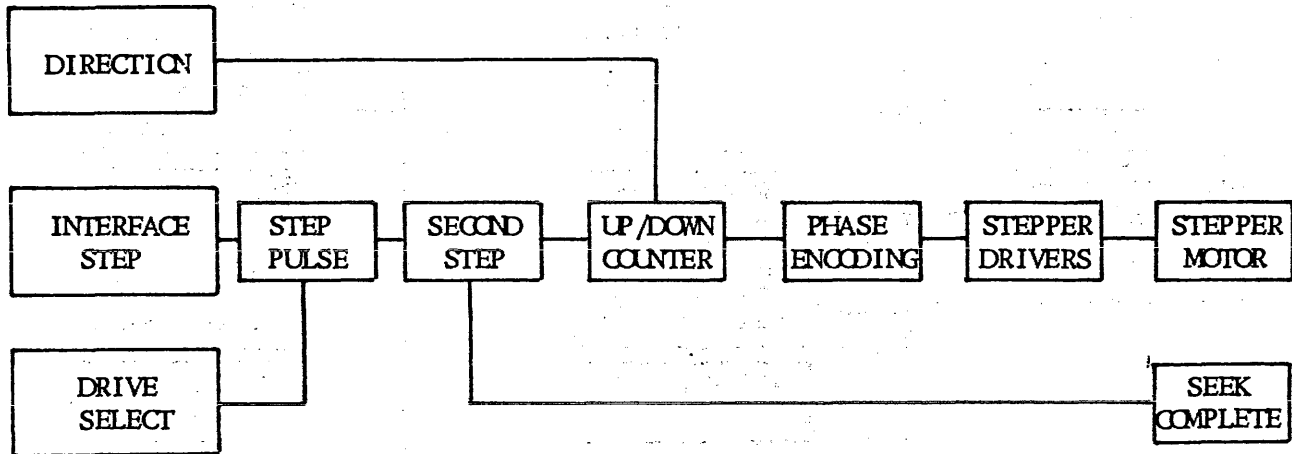 DIRECTION
INTERFACE
STEP
STEP
PULSE
SECOND
STEP
UP/DOWN
COUNTER
PHASE
ENCODING
STEPPER
DRIVERS
STEPPER
MOTOR
DRIVE
SELECT
SEEK
COMPLETE